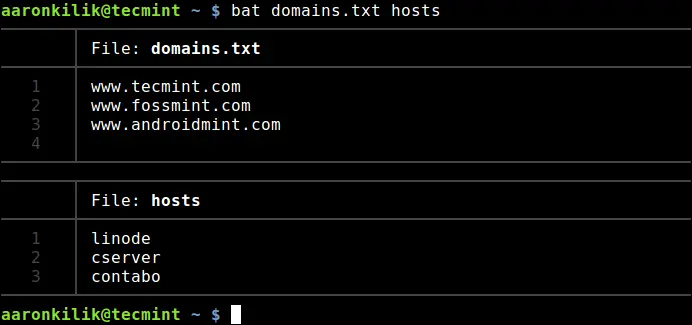 aaronkilik@tecmint ~ $ bat domains.txt hosts
File: domains.txt
1 www.tecmint.com
2 www.fossmint.com
3 www.androidmint.com
4
File: hosts
1 linode
2 cserver
3 contabo
aaronkilik@tecmint ~ $